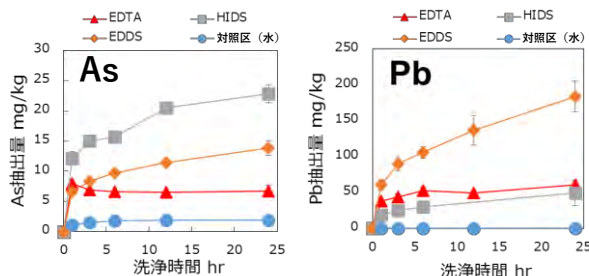 EDTA HIDS
EDDS 対照区（水）
As
As抽出量 mg/kg
30
25
20
15
10
5
0
0 5 10 15 20 25
洗浄時間 hr
EDTA HIDS
EDDS 対照区（水）
Pb
Pb抽出量 mg/kg
250
200
150
100
50
0
0 5 10 15 20 25
洗浄時間 hr